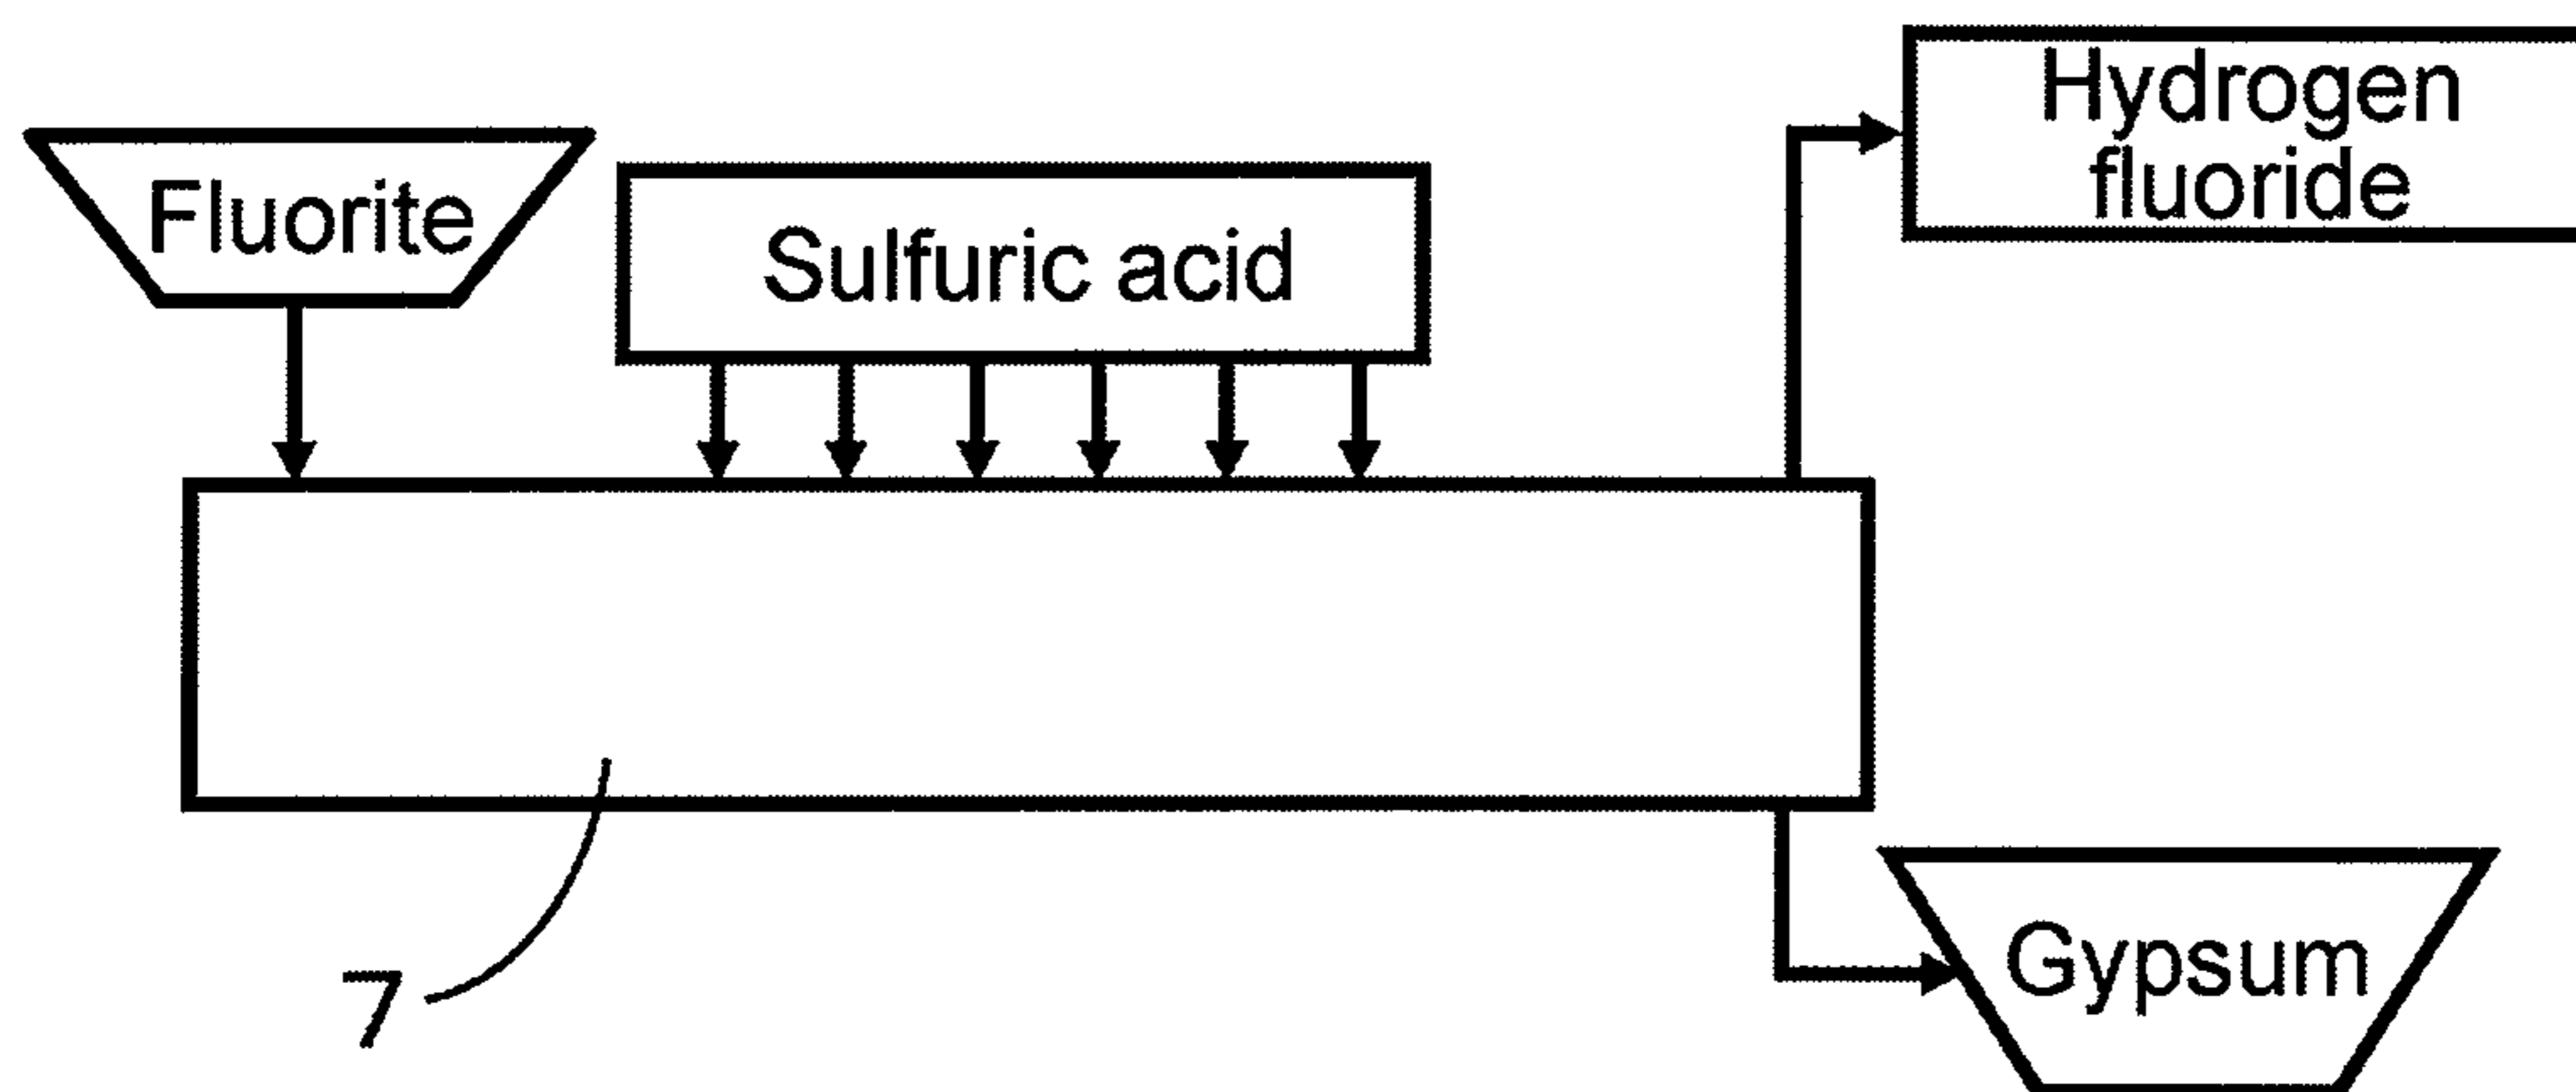 Hydrogen
fluoride
Fluorite
Sulfuric acid
7
Gypsum